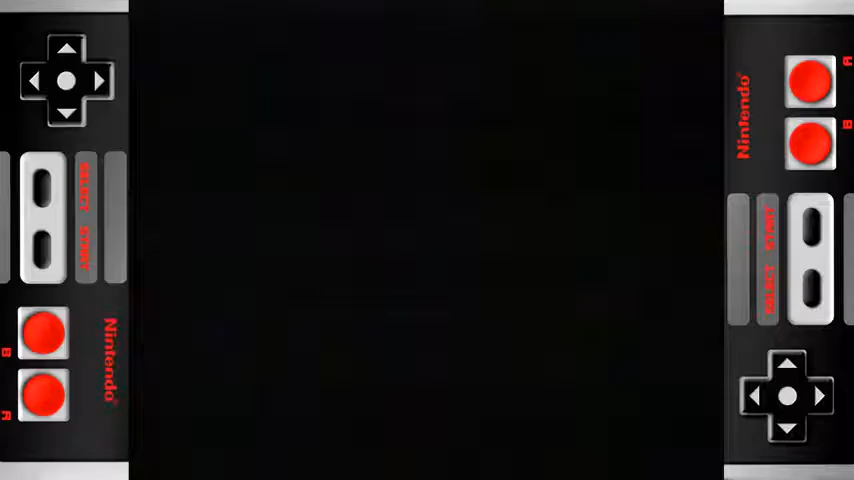 SELECT START
Nintendo®
B
A
Nintendo®
A
B
SELECT START